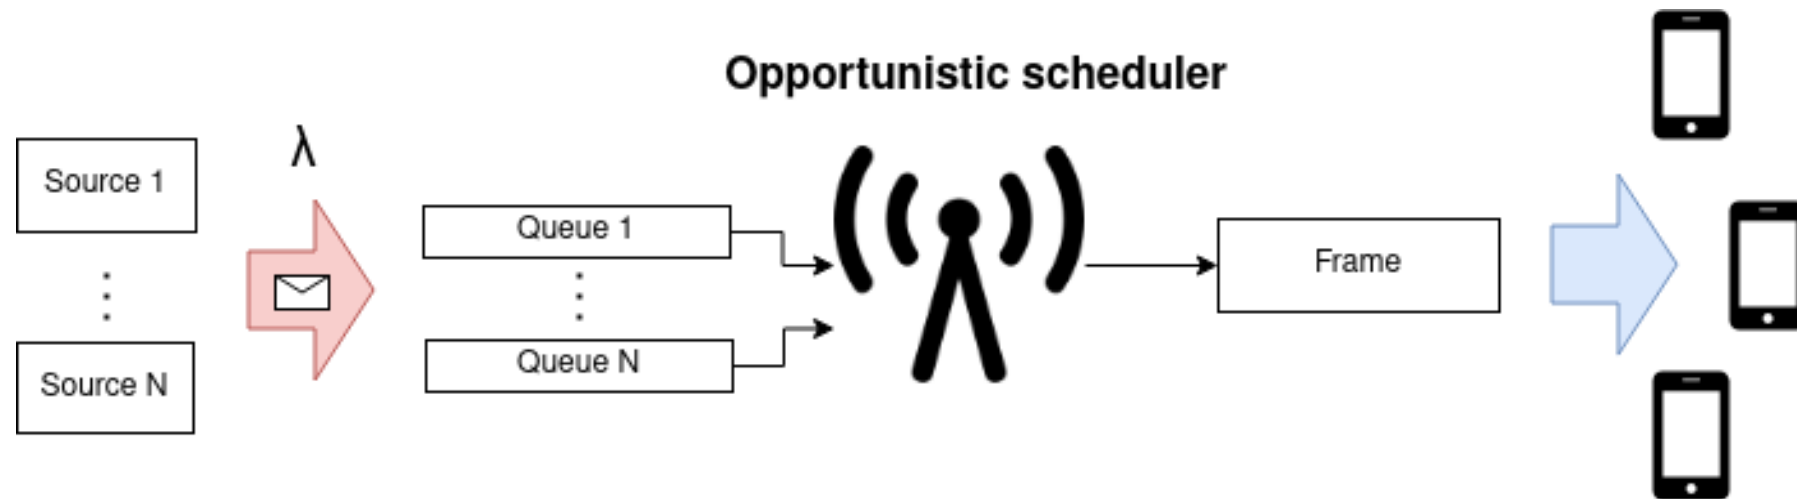 Opportunistic scheduler
λ
Source 1
Queue 1
Frame
Queue N
Source N